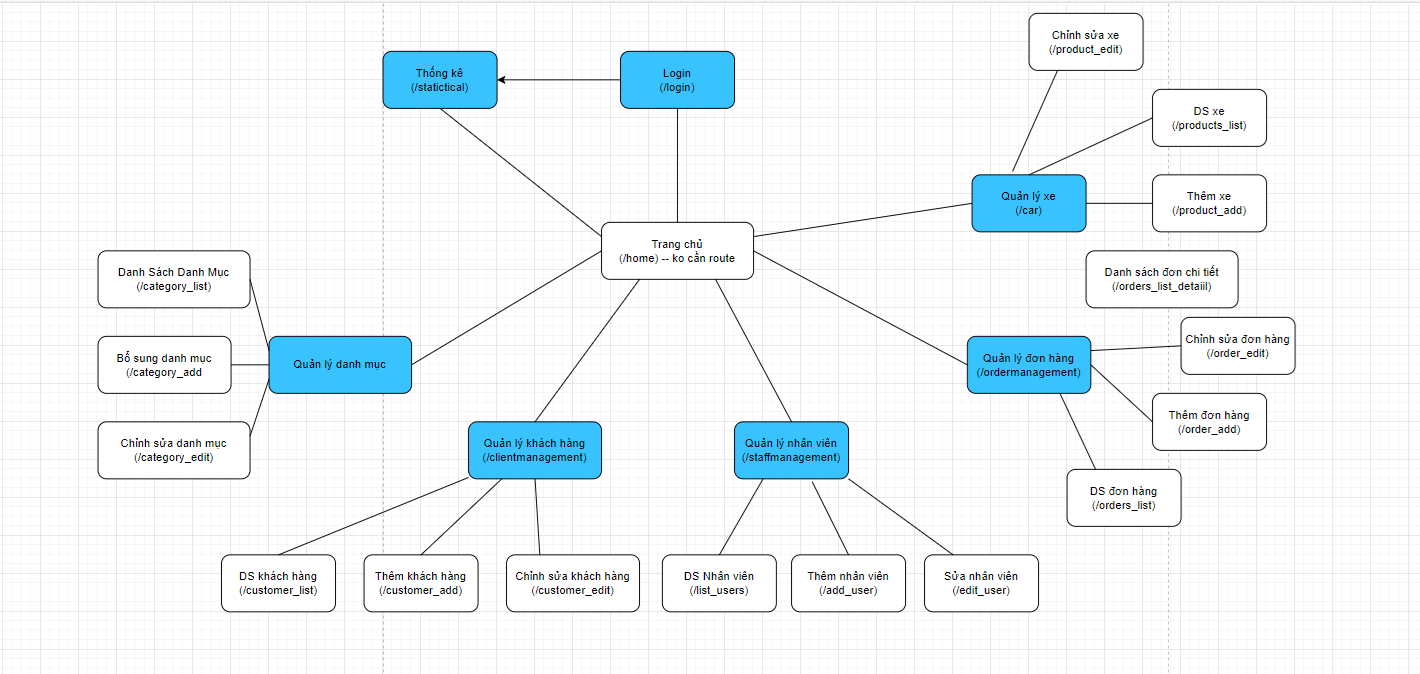 Chỉnh sửa xe
(/product_edit)
Thống kê
(/statictical)
Login
(/login)
DS xe
(/products_list)
Quản lý xe
(/car)
Thêm xe
(/product_add)
Trang chủ
(/home) -- ko cần route
Danh Sách Danh Mục
(/category_list)
Danh sách đơn chi tiết
(/orders_list_detaiil)
Chỉnh sửa đơn hàng
(/order_edit)
Bổ sung danh mục
(/category_add
Quản lý danh mục
Quản lý đơn hàng
(/ordermanagement)
Thêm đơn hàng
(/order_add)
Chỉnh sửa danh mục
(/category_edit)
Quản lý khách hàng
(/clientmanagement)
Quản lý nhân viên
(/staffmanagement)
DS đơn hàng
(/orders_list)
DS khách hàng
(/customer_list)
Thêm khách hàng
(/customer_add)
Chỉnh sửa khách hàng
(/customer_edit)
DS Nhân viên
(/list_users)
Thêm nhân viên
(/add_user)
Sửa nhân viên
(/edit_user)